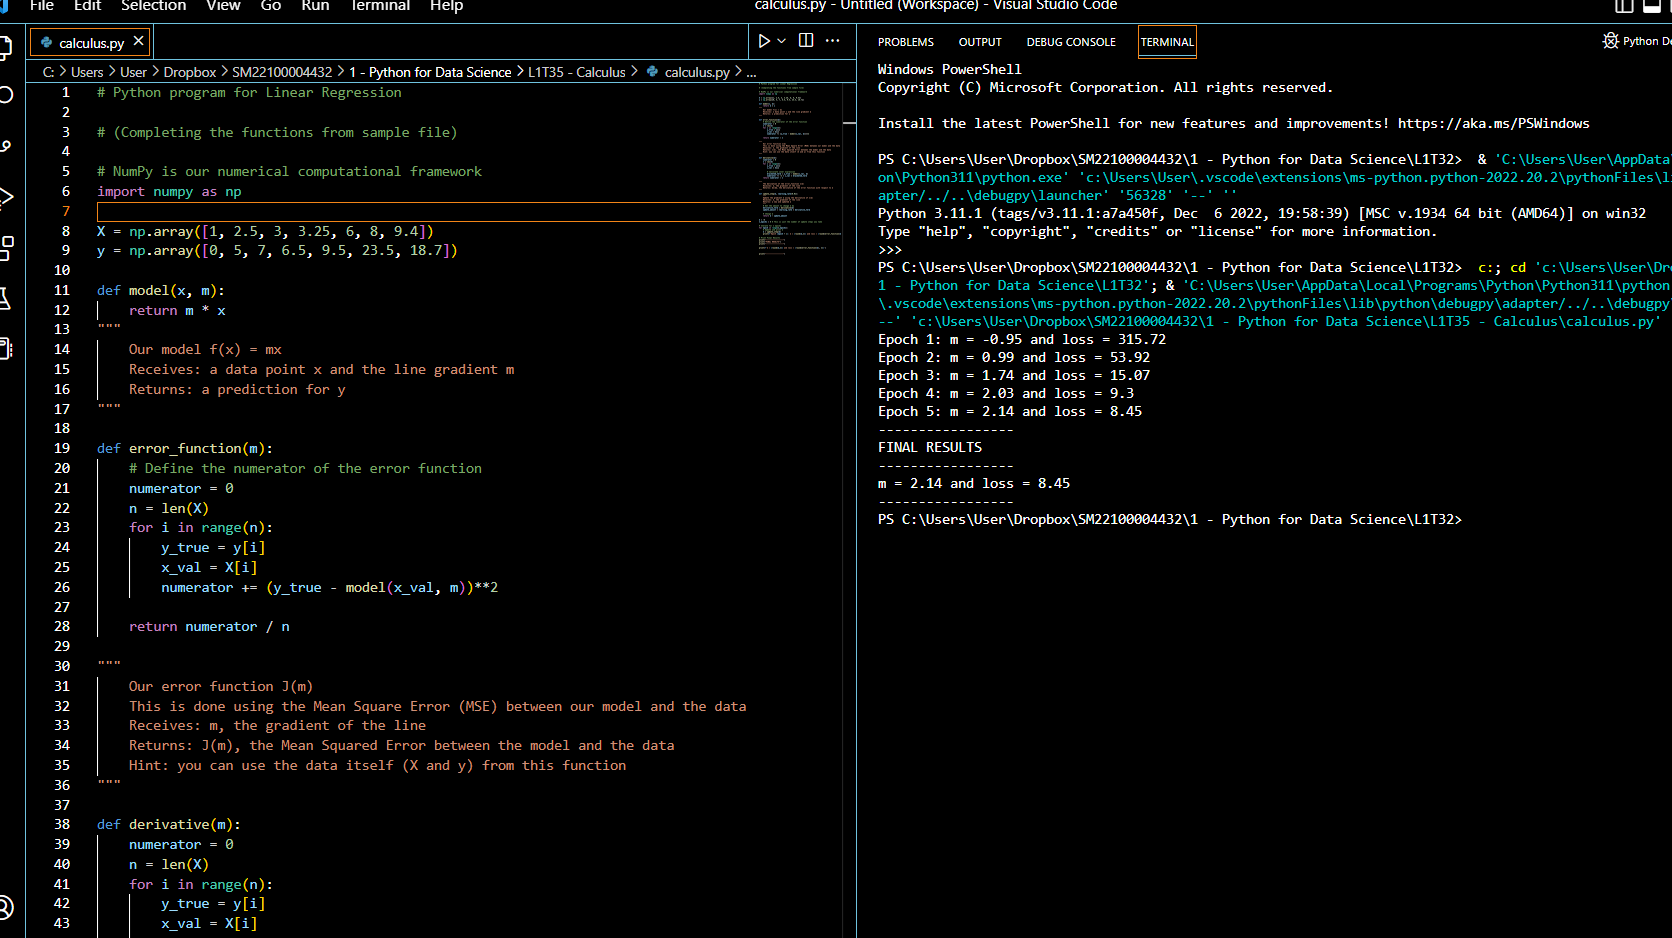 File Edit Selection View Go Run Terminal Help
calculus.py - Untitled (Workspace) - Visual Studio Code
calculus.py
C: > Users > User > Dropbox > SM22100004432 > 1 - Python for Data Science > L1T35 - Calculus > calculus.py > ...
1 # Python program for Linear Regression
2
3 # (Completing the functions from sample file)
4
5 # NumPy is our numerical computational framework
6 import numpy as np
7
8 X = np.array([1, 2.5, 3, 3.25, 6, 8, 9.4])
9 y = np.array([0, 5, 7, 6.5, 9.5, 23.5, 18.7])
10
11 def model(x, m):
12     return m * x
13 """
14     Our model f(x) = mx
15     Receives: a data point x and the line gradient m
16     Returns: a prediction for y
17 """
18
19 def error_function(m):
20     # Define the numerator of the error function
21     numerator = 0
22     n = len(X)
23     for i in range(n):
24         y_true = y[i]
25         x_val = X[i]
26         numerator += (y_true - model(x_val, m))**2
27
28     return numerator / n
29
30 """
31     Our error function J(m)
32     This is done using the Mean Square Error (MSE) between our model and the data
33     Receives: m, the gradient of the line
34     Returns: J(m), the Mean Squared Error between the model and the data
35     Hint: you can use the data itself (X and y) from this function
36 """
37
38 def derivative(m):
39     numerator = 0
40     n = len(X)
41     for i in range(n):
42         y_true = y[i]
43         x_val = X[i]
PROBLEMS OUTPUT DEBUG CONSOLE TERMINAL
Python De
Windows PowerShell
Copyright (C) Microsoft Corporation. All rights reserved.
Install the latest PowerShell for new features and improvements! https://aka.ms/PSWindows
PS C:\Users\User\Dropbox\SM22100004432\1 - Python for Data Science\L1T32>  & 'C:\Users\User\AppData
on\Python311\python.exe' 'c:\Users\User\.vscode\extensions\ms-python.python-2022.20.2\pythonFiles\l
apter/../..\debugpy\launcher' '56328' '--' ''
Python 3.11.1 (tags/v3.11.1:a7a450f, Dec  6 2022, 19:58:39) [MSC v.1934 64 bit (AMD64)] on win32
Type "help", "copyright", "credits" or "license" for more information.
>>>
PS C:\Users\User\Dropbox\SM22100004432\1 - Python for Data Science\L1T32>  c:; cd 'c:\Users\User\Dro
1 - Python for Data Science\L1T32'; & 'C:\Users\User\AppData\Local\Programs\Python\Python311\python
\.vscode\extensions\ms-python.python-2022.20.2\pythonFiles\lib\python\debugpy\adapter/../..\debugpy
--' 'c:\Users\User\Dropbox\SM22100004432\1 - Python for Data Science\L1T35 - Calculus\calculus.py'
Epoch 1: m = -0.95 and loss = 315.72
Epoch 2: m = 0.99 and loss = 53.92
Epoch 3: m = 1.74 and loss = 15.07
Epoch 4: m = 2.03 and loss = 9.3
Epoch 5: m = 2.14 and loss = 8.45
-----------------
FINAL RESULTS
-----------------
m = 2.14 and loss = 8.45
-----------------
PS C:\Users\User\Dropbox\SM22100004432\1 - Python for Data Science\L1T32>